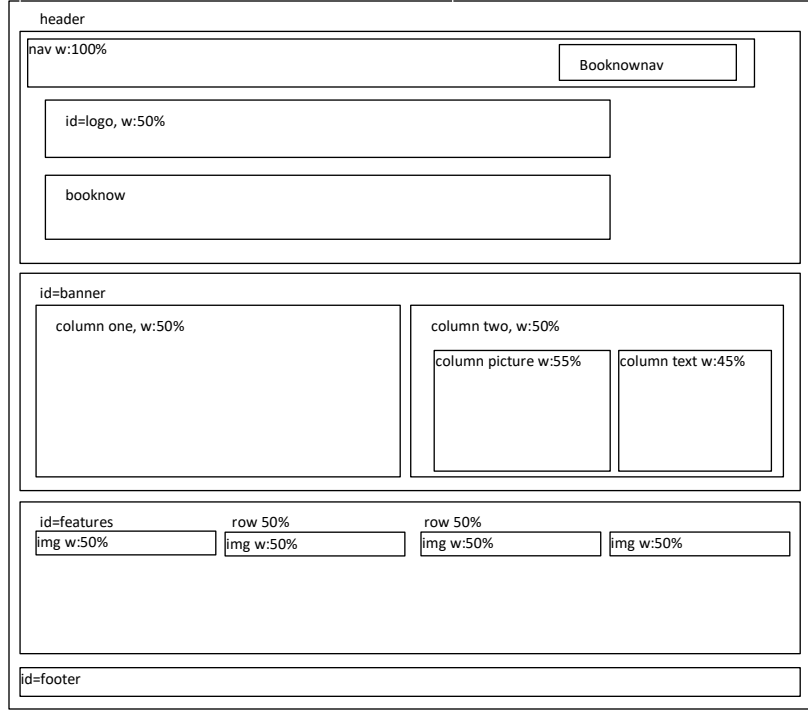 header
nav w:100%
Booknownav
id=logo, w:50%
booknow
id=banner
column one, w:50%
column two, w:50%
column picture w:55%
column text w:45%
id=features
row 50%
row 50%
img w:50%
img w:50%
img w:50%
img w:50%
id=footer